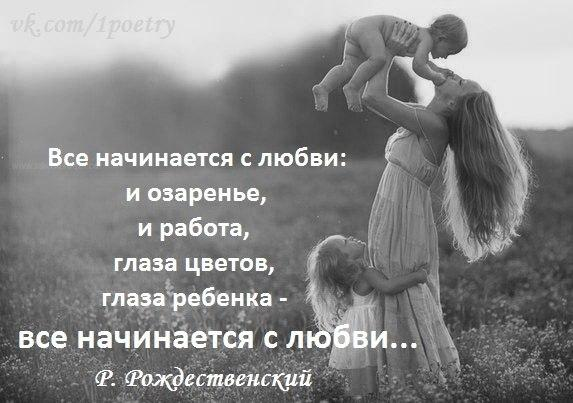 vk.com/1poetry
Все начинается с любви:
и озаренье,
и работа,
глаза цветов,
глаза ребенка -
все начинается с любви...
Р. Рождественский